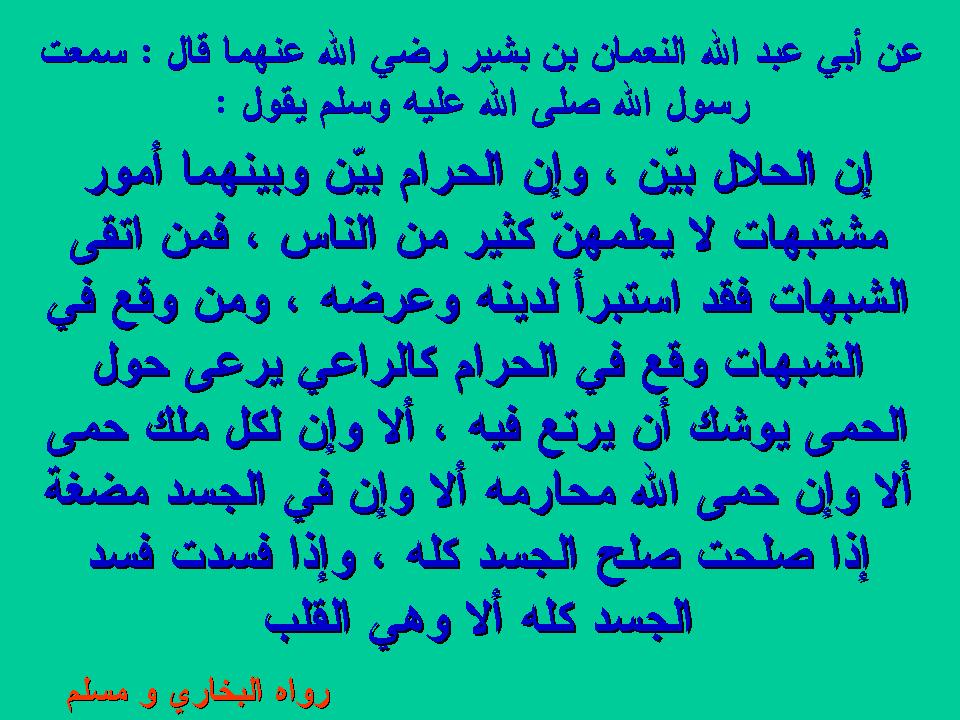 عن أبي عبد الله النعمان بن بشير رضي الله عنهما قال : سمعت
رسول الله صلى الله عليه وسلم يقول :
إن الحلال بيّن ، وإن الحرام بيّن وبينهما أمور
مشتبهات لا يعلمهنّ كثير من الناس ، فمن اتقى
الشبهات فقد استبرأ لدينه وعرضه ، ومن وقع في
الشبهات وقع في الحرام كالراعي يرعى حول
الحمى يوشك أن يرتع فيه ، ألا وإن لكل ملك حمى
ألا وإن حمى الله محارمه ألا وإن في الجسد مضغة
إذا صلحت صلح الجسد كله ، وإذا فسدت فسد
الجسد كله ألا وهي القلب
رواه البخاري و مسلم